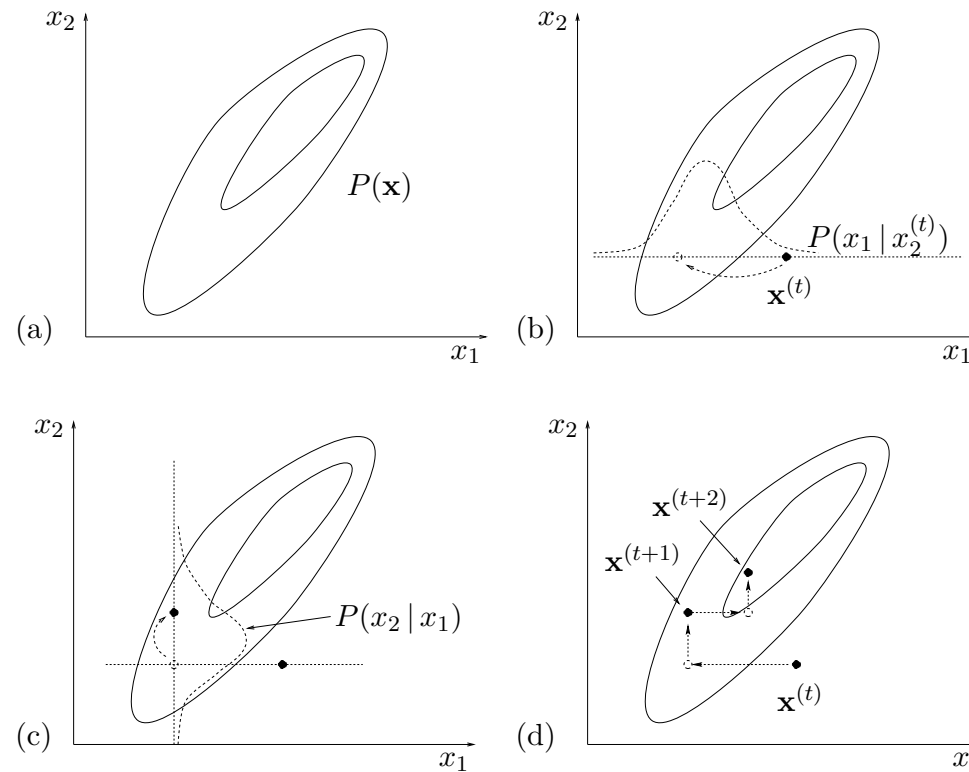 x₂
P(𝐱)
(a)
x₁
x₂
P(x₁ | x₂⁽ᵗ⁾)
𝐱⁽ᵗ⁾
(b)
x₁
x₂
P(x₂ | x₁)
(c)
x₁
x₂
𝐱⁽ᵗ⁺²⁾
𝐱⁽ᵗ⁺¹⁾
𝐱⁽ᵗ⁾
(d)
x